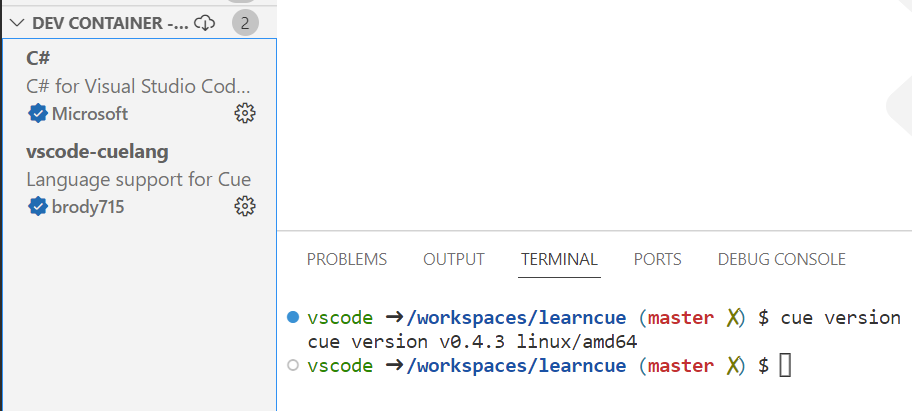 DEV CONTAINER -... 2
C#
C# for Visual Studio Cod...
Microsoft
vscode-cuelang
Language support for Cue
brody715
PROBLEMS OUTPUT TERMINAL PORTS DEBUG CONSOLE
vscode ➜/workspaces/learncue (master ✗) $ cue version
cue version v0.4.3 linux/amd64
vscode ➜/workspaces/learncue (master ✗) $